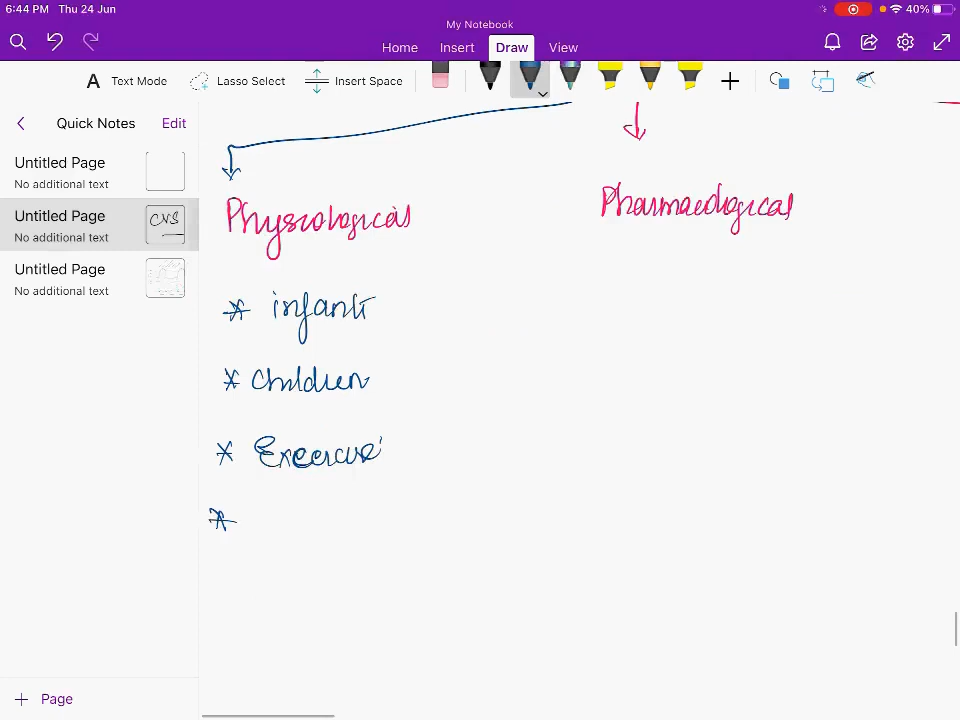 6:44 PM Thu 24 Jun
40%
My Notebook
Home Insert Draw View
Text Mode Lasso Select Insert Space
Quick Notes Edit
Untitled Page
No additional text
Untitled Page
No additional text
CNS
Untitled Page
No additional text
Page
Physiological
Pharmacological
* infant
* Children
* Exercise
*